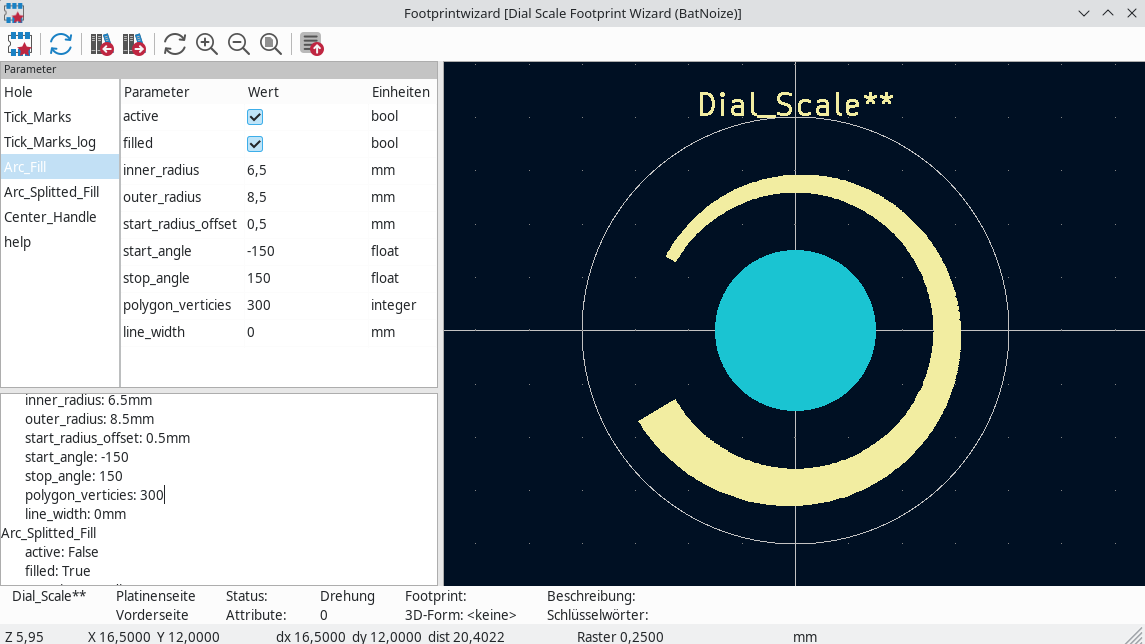 Footprintwizard [Dial Scale Footprint Wizard (BatNoize)]
Parameter
Hole
Tick_Marks
Tick_Marks_log
Arc_Fill
Arc_Splitted_Fill
Center_Handle
help
Parameter Wert Einheiten
active bool
filled bool
inner_radius 6,5 mm
outer_radius 8,5 mm
start_radius_offset 0,5 mm
start_angle -150 float
stop_angle 150 float
polygon_verticies 300 integer
line_width 0 mm
inner_radius: 6.5mm
outer_radius: 8.5mm
start_radius_offset: 0.5mm
start_angle: -150
stop_angle: 150
polygon_verticies: 300
line_width: 0mm
Arc_Splitted_Fill
active: False
filled: True
Dial_Scale**
Dial_Scale** Platinenseite Status: Drehung Footprint: Beschreibung:
Vorderseite Attribute: 0 3D-Form: <keine> Schlüsselwörter:
Z 5,95 X 16,5000 Y 12,0000 dx 16,5000 dy 12,0000 dist 20,4022 Raster 0,2500 mm